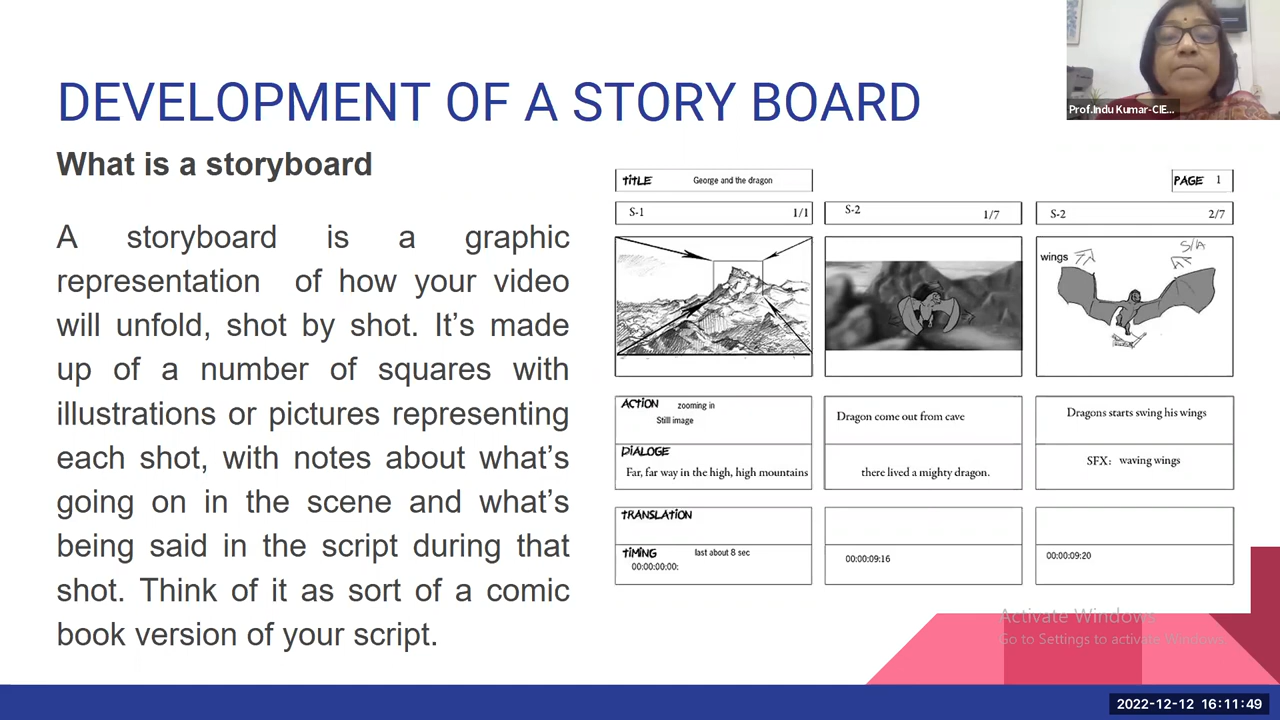 DEVELOPMENT OF A STORY BOARD
Prof.Indu Kumar-CIE...
What is a storyboard
A storyboard is a graphic
representation of how your video
will unfold, shot by shot. It's made
up of a number of squares with
illustrations or pictures representing
each shot, with notes about what's
going on in the scene and what's
being said in the script during that
shot. Think of it as sort of a comic
book version of your script.
TITLE George and the dragon
PAGE 1
S-1 1/1
S-2 1/7
S-2 2/7
wings
S/A
ACTION zooming in
Still image
Dragon come out from cave
Dragons starts swing his wings
DIALOGE
Far, far way in the high, high mountains
there lived a mighty dragon.
SFX: waving wings
TRANSLATION
TIMING last about 8 sec
00:00:00:00:
00:00:09:16
00:00:09:20
Activate Windows
Go to Settings to activate Windows.
2022-12-12 16:11:49